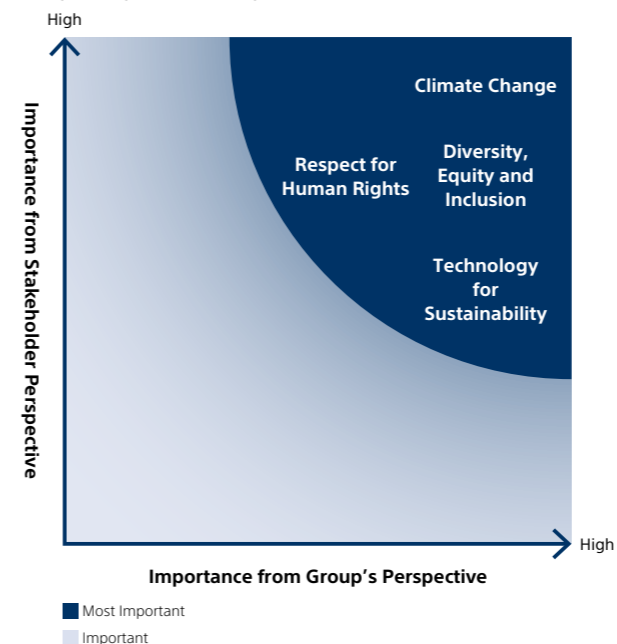 High
Importance from Stakeholder Perspective
Climate Change
Respect for
Human Rights
Diversity,
Equity and
Inclusion
Technology
for
Sustainability
High
Importance from Group’s Perspective
Most Important
Important